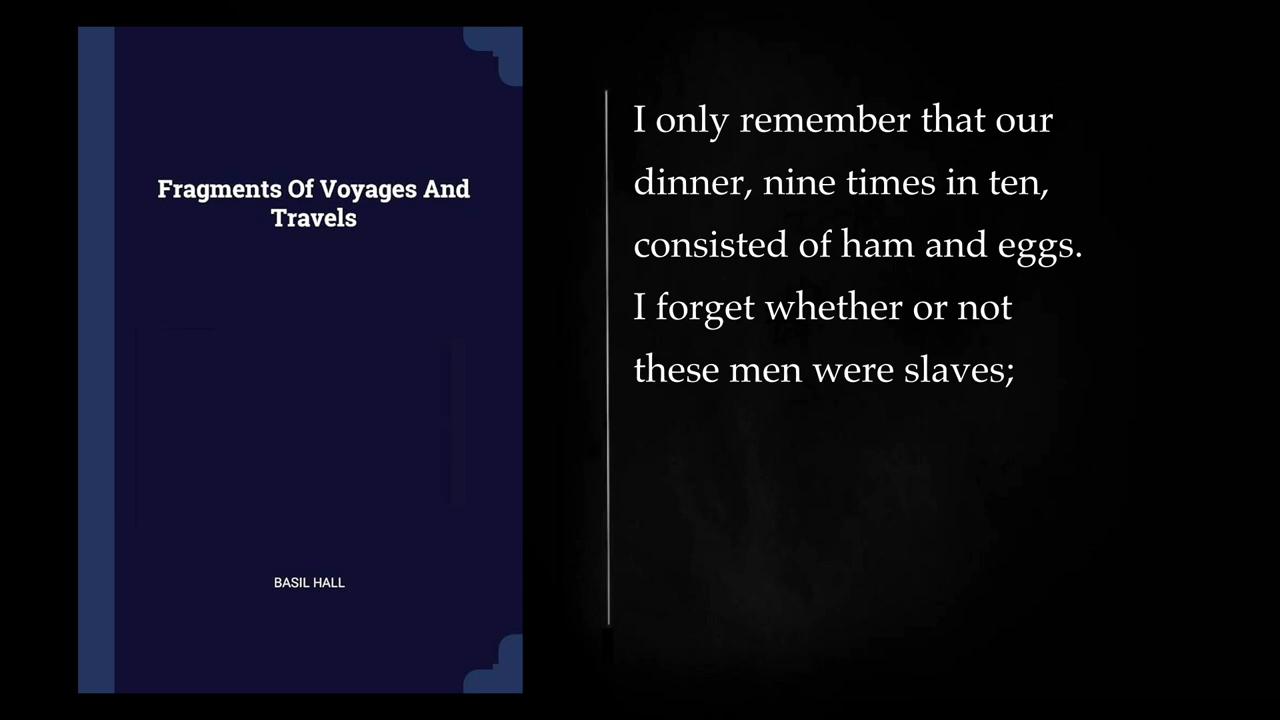 Fragments Of Voyages And
Travels
BASIL HALL
I only remember that our
dinner, nine times in ten,
consisted of ham and eggs.
I forget whether or not
these men were slaves;